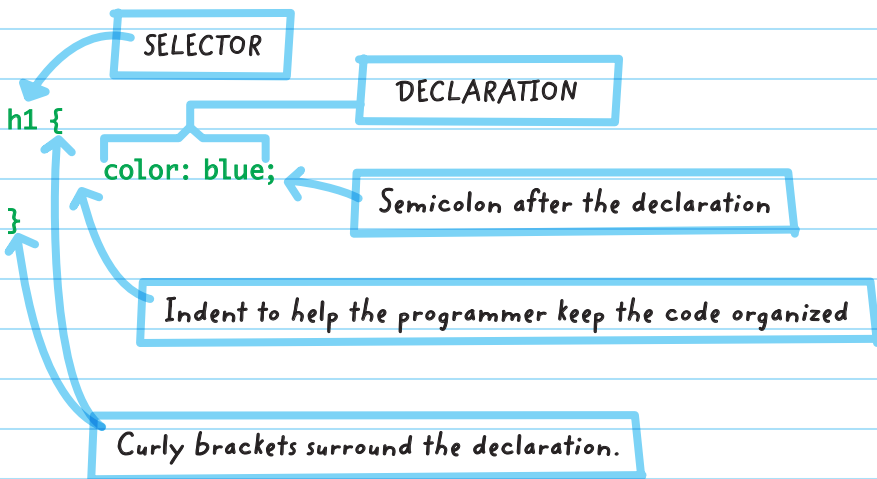 SELECTOR
DECLARATION
h1 {
color: blue;
Semicolon after the declaration
}
Indent to help the programmer keep the code organized
Curly brackets surround the declaration.